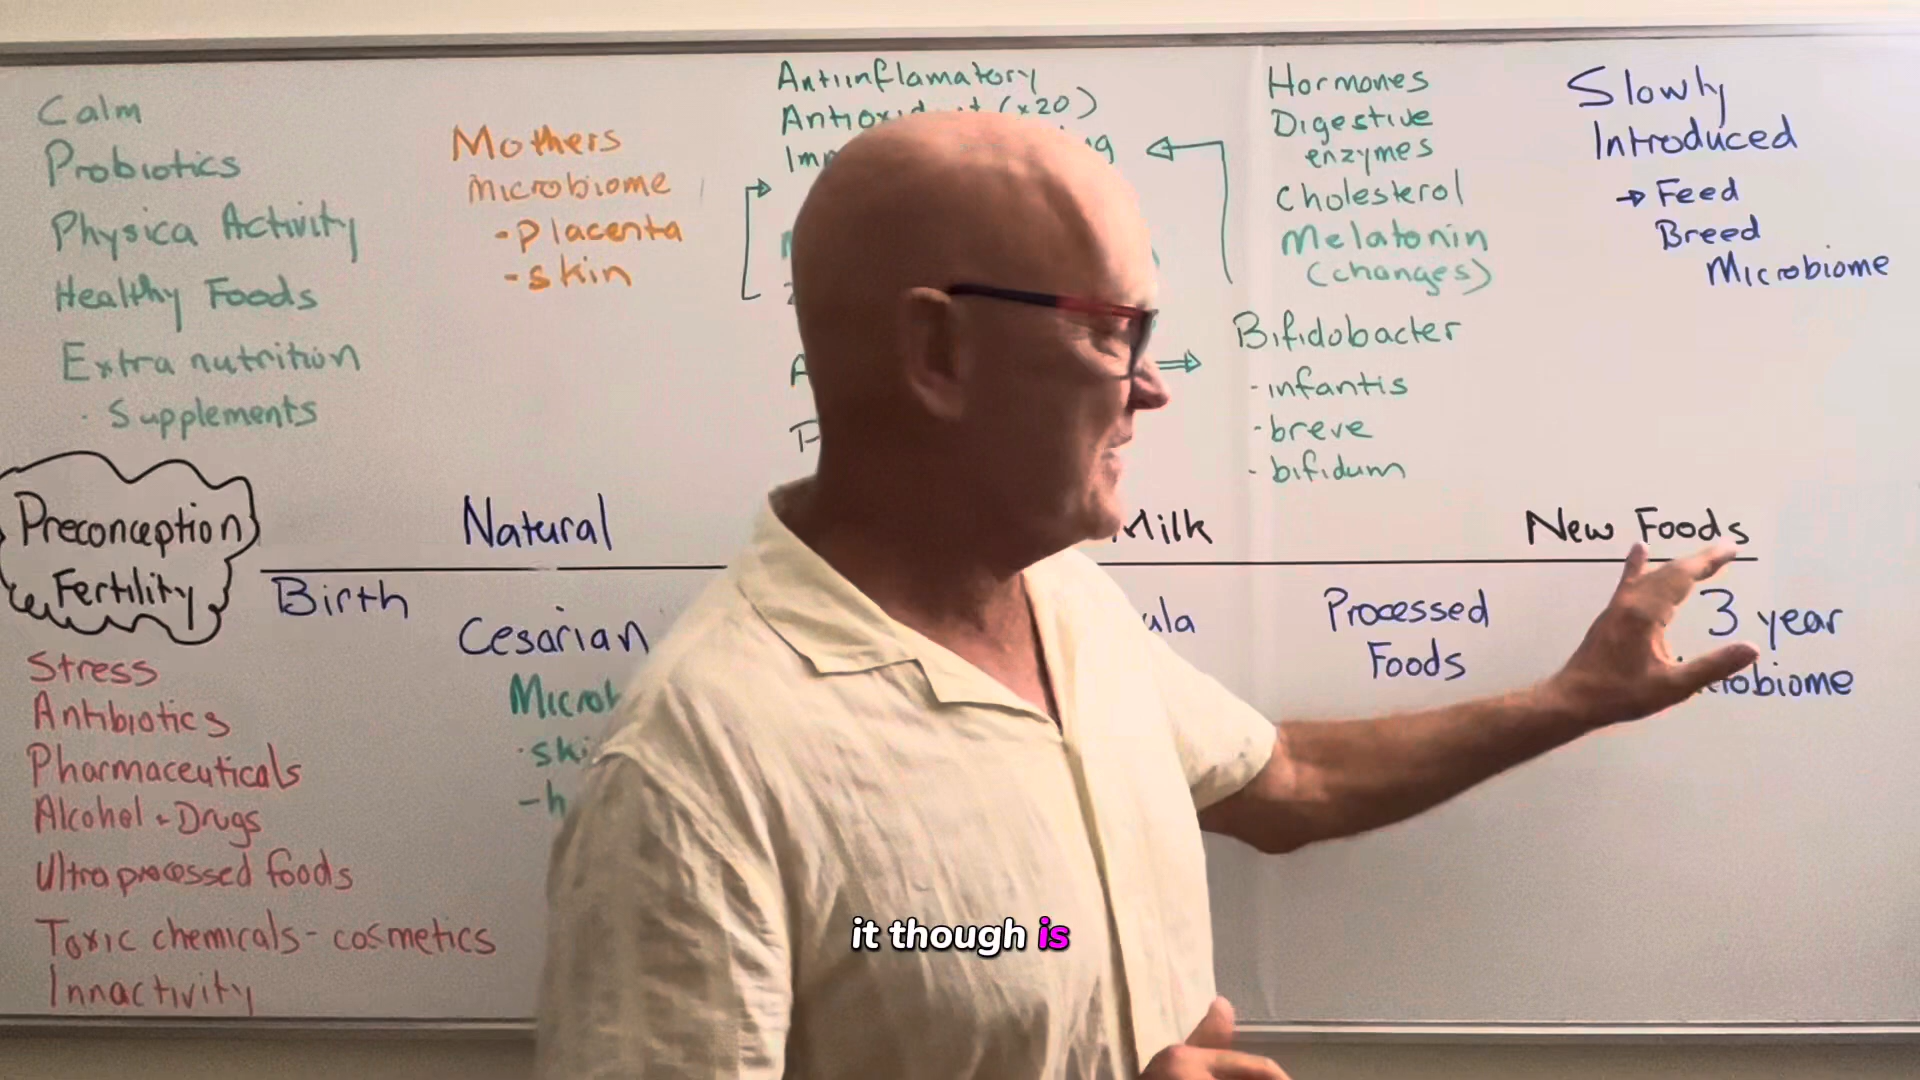 Calm
Probiotics
Physica Activity
Healthy Foods
Extra nutrition
· Supplements
Mothers
Microbiome
- Placenta
- skin
Antiinflamatory
(x20)
Hormones
Digestive
enzymes
Cholesterol
Melatonin
(changes)
Bifidobacter
- infantis
- breve
- bifidum
Slowly
Introduced
→ Feed
Breed
Microbiome
Preconception
Fertility
Natural
Milk
New Foods
Birth
Cesarian
Processed
Foods
3 year
Stress
Antibiotics
Pharmaceuticals
Alcohol + Drugs
Ultraprocessed foods
Toxic chemicals - cosmetics
Innactivity
it though is